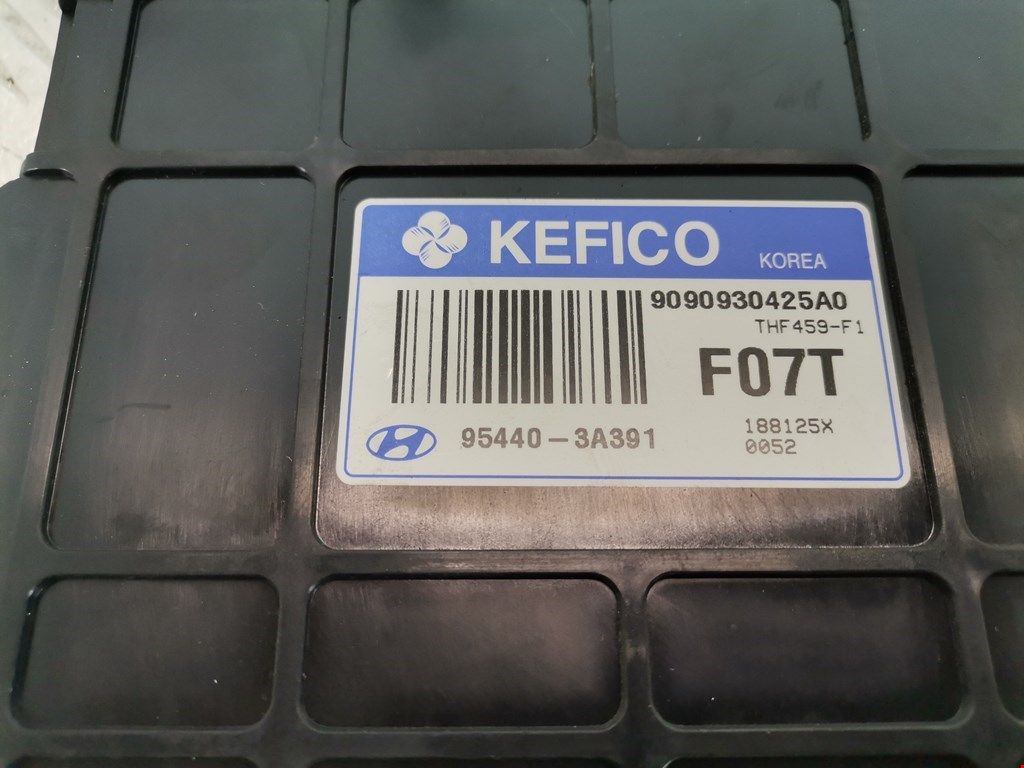 KEFICO KOREA
9090930425A0
THF459-F1
F07T
95440-3A391
188125X
0052